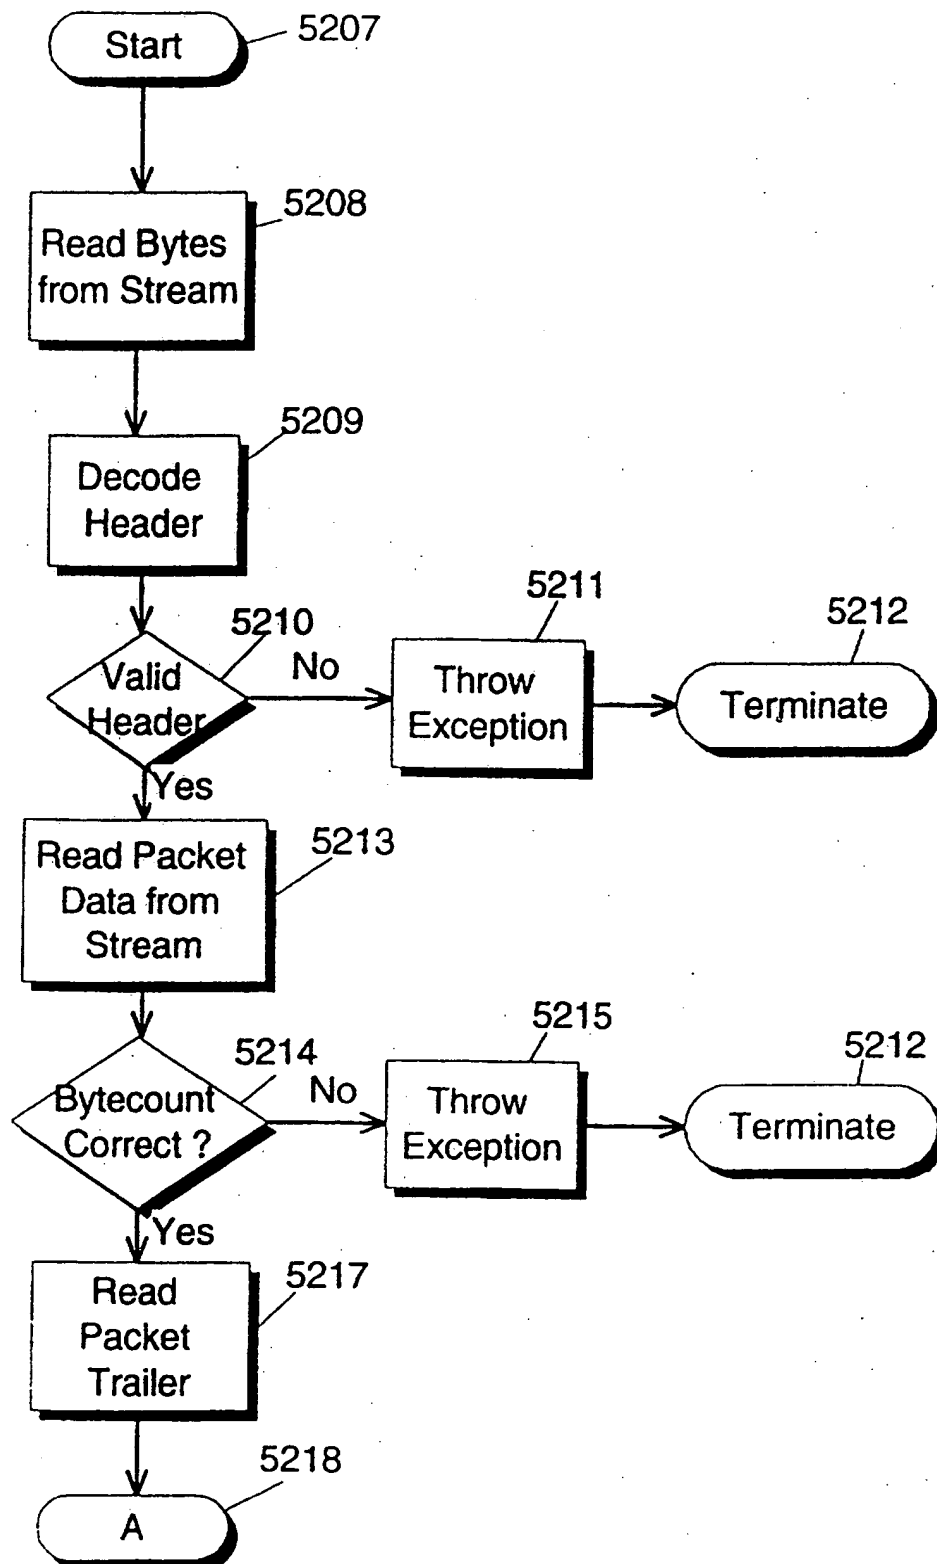 Start
5207
5208
Read Bytes
from Stream
5209
Decode
Header
5210
Valid
Header
No
5211
Throw
Exception
5212
Terminate
Yes
5213
Read Packet
Data from
Stream
5214
Bytecount
Correct ?
No
5215
Throw
Exception
5212
Terminate
Yes
5217
Read
Packet
Trailer
5218
A